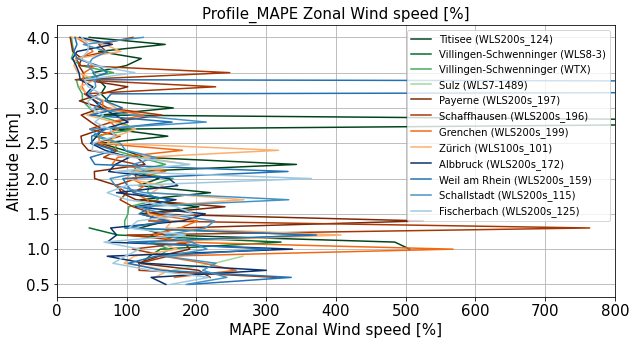 Profile_MAPE Zonal Wind speed [%]
Altitude [km]
4.0
3.5
3.0
2.5
2.0
1.5
1.0
0.5
Titisee (WLS200s_124)
Villingen-Schwenninger (WLS8-3)
Villingen-Schwenninger (WTX)
Sulz (WLS7-1489)
Payerne (WLS200s_197)
Schaffhausen (WLS200s_196)
Grenchen (WLS200s_199)
Zürich (WLS100s_101)
Albbruck (WLS200s_172)
Weil am Rhein (WLS200s_159)
Schallstadt (WLS200s_115)
Fischerbach (WLS200s_125)
0 100 200 300 400 500 600 700 800
MAPE Zonal Wind speed [%]